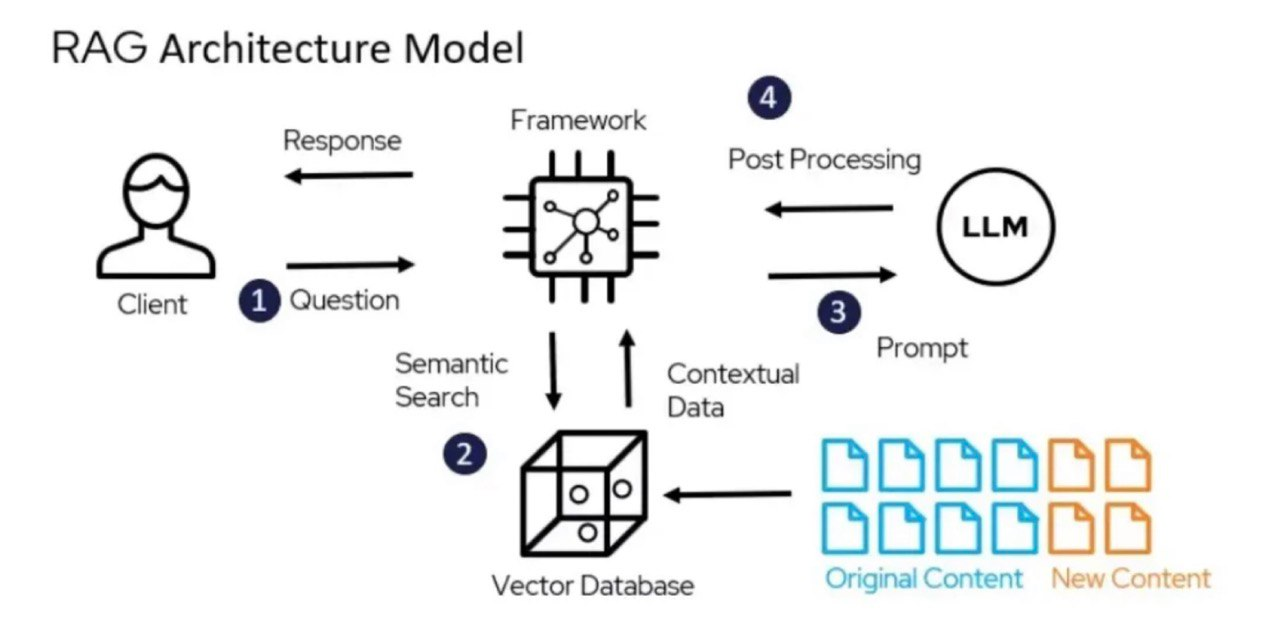 RAG Architecture Model
4
Framework
Response
Post Processing
LLM
Client
1
Question
3
Prompt
Semantic
Search
Contextual
Data
2
Vector Database
Original Content
New Content